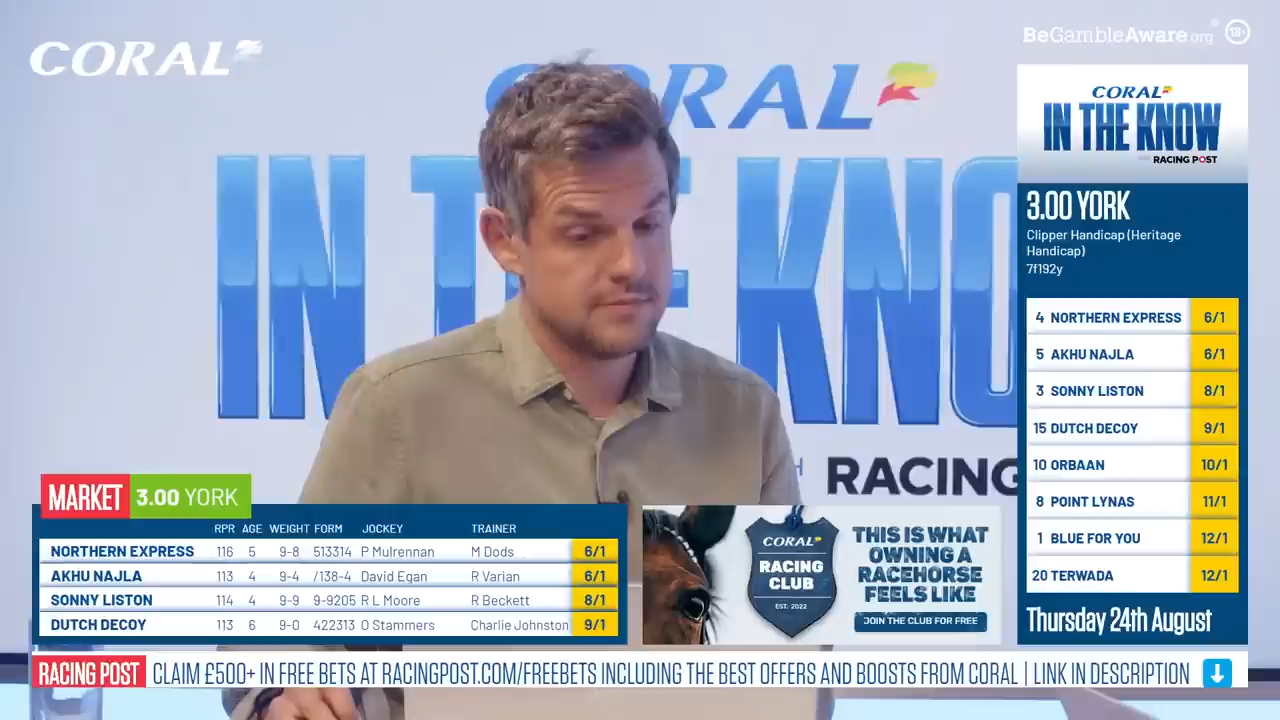 CORAL
BeGambleAware.org® 18+
CORAL
IN THE KNOW
RACING
CORAL
IN THE KNOW
WITH RACING POST
3.00 YORK
Clipper Handicap (Heritage
Handicap)
7f192y
4 NORTHERN EXPRESS 6/1
5 AKHU NAJLA 6/1
3 SONNY LISTON 8/1
15 DUTCH DECOY 9/1
10 ORBAAN 10/1
8 POINT LYNAS 11/1
1 BLUE FOR YOU 12/1
20 TERWADA 12/1
Thursday 24th August
MARKET 3.00 YORK
RPR AGE WEIGHT FORM JOCKEY TRAINER
NORTHERN EXPRESS 116 5 9-8 513314 P Mulrennan M Dods 6/1
AKHU NAJLA 113 4 9-4 /138-4 David Egan R Varian 6/1
SONNY LISTON 114 4 9-9 9-9205 R L Moore R Beckett 8/1
DUTCH DECOY 113 6 9-0 422313 O Stammers Charlie Johnston 9/1
CORAL
RACING
CLUB
EST. 2022
THIS IS WHAT
OWNING A
RACEHORSE
FEELS LIKE
JOIN THE CLUB FOR FREE
RACING POST CLAIM £500+ IN FREE BETS AT RACINGPOST.COM/FREEBETS INCLUDING THE BEST OFFERS AND BOOSTS FROM CORAL | LINK IN DESCRIPTION